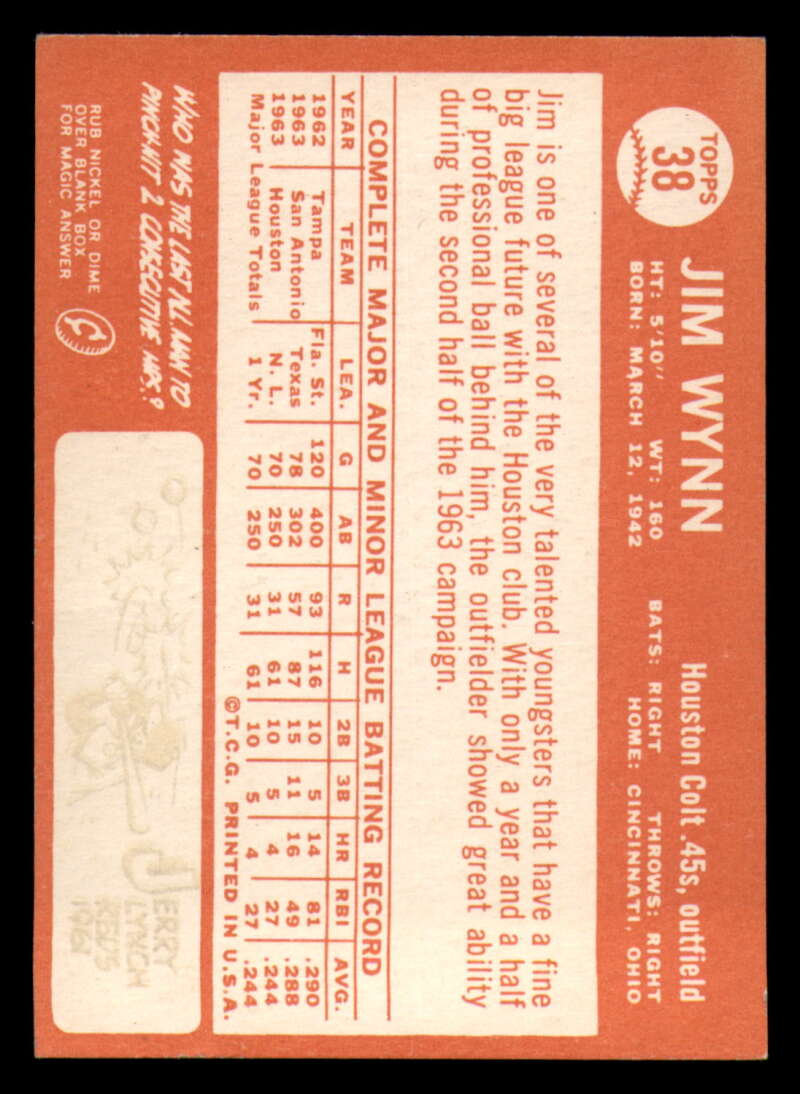 TOPPS
38
JIM WYNN
Houston Colt .45s, outfield
HT: 5'10" WT: 160 BATS: RIGHT THROWS: RIGHT
BORN: MARCH 12, 1942 HOME: CINCINNATI, OHIO
Jim is one of several of the very talented youngsters that have a fine
big league future with the Houston club. With only a year and a half
of professional ball behind him, the outfielder showed great ability
during the second half of the 1963 campaign.
COMPLETE MAJOR AND MINOR LEAGUE BATTING RECORD
YEAR TEAM LEA. G AB R H 2B 3B HR RBI AVG.
1962 Tampa Fla. St. 120 400 93 116 10 5 14 81 .290
1963 San Antonio Texas 78 302 57 87 15 11 16 49 .288
1963 Houston N. L. 70 250 31 61 10 5 4 27 .244
Major League Totals 1 Yr. 70 250 31 61 10 5 4 27 .244
©T.C.G. PRINTED IN U.S.A.
WHO WAS THE LAST N.L. MAN TO
PINCH-HIT 2 CONSECUTIVE HRS.?
RUB NICKEL OR DIME
OVER BLANK BOX
FOR MAGIC ANSWER
JERRY
LYNCH
REDS
1961